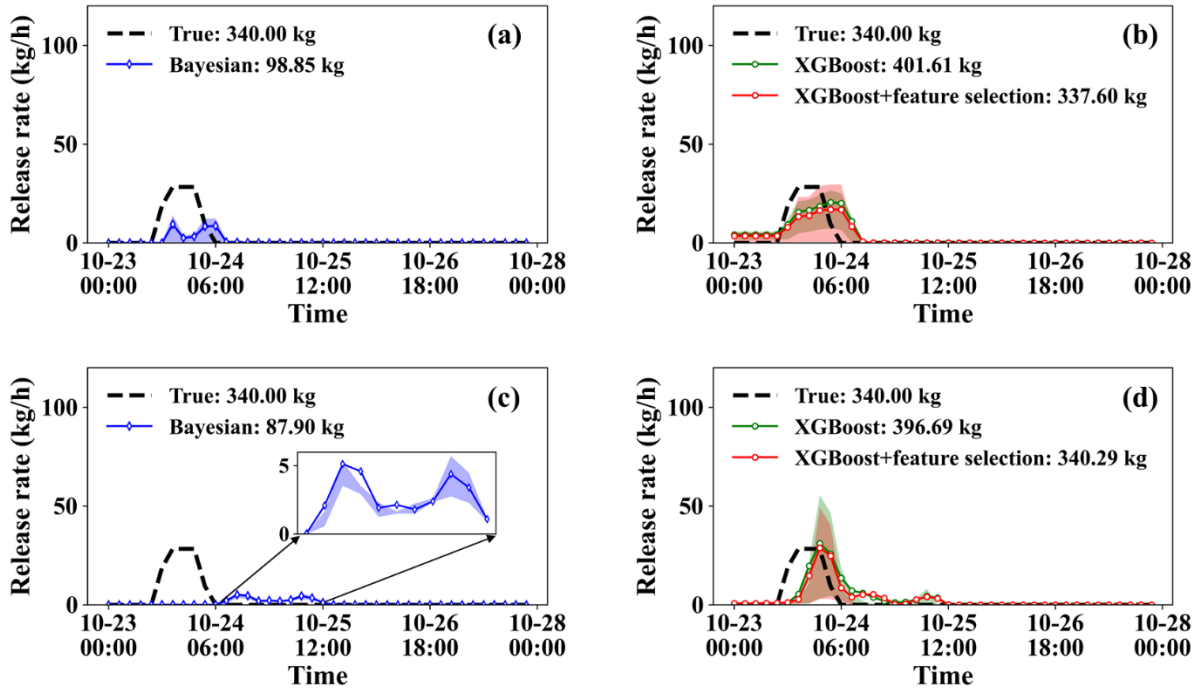 Release rate (kg/h)
100
50
0
True: 340.00 kg
Bayesian: 98.85 kg
(a)
10-23 10-24 10-25 10-26 10-28
00:00 06:00 12:00 18:00 00:00
Time
Release rate (kg/h)
100
50
0
True: 340.00 kg
XGBoost: 401.61 kg
XGBoost+feature selection: 337.60 kg
(b)
10-23 10-24 10-25 10-26 10-28
00:00 06:00 12:00 18:00 00:00
Time
Release rate (kg/h)
100
50
0
True: 340.00 kg
Bayesian: 87.90 kg
(c)
5
0
10-23 10-24 10-25 10-26 10-28
00:00 06:00 12:00 18:00 00:00
Time
Release rate (kg/h)
100
50
0
True: 340.00 kg
XGBoost: 396.69 kg
XGBoost+feature selection: 340.29 kg
(d)
10-23 10-24 10-25 10-26 10-28
00:00 06:00 12:00 18:00 00:00
Time